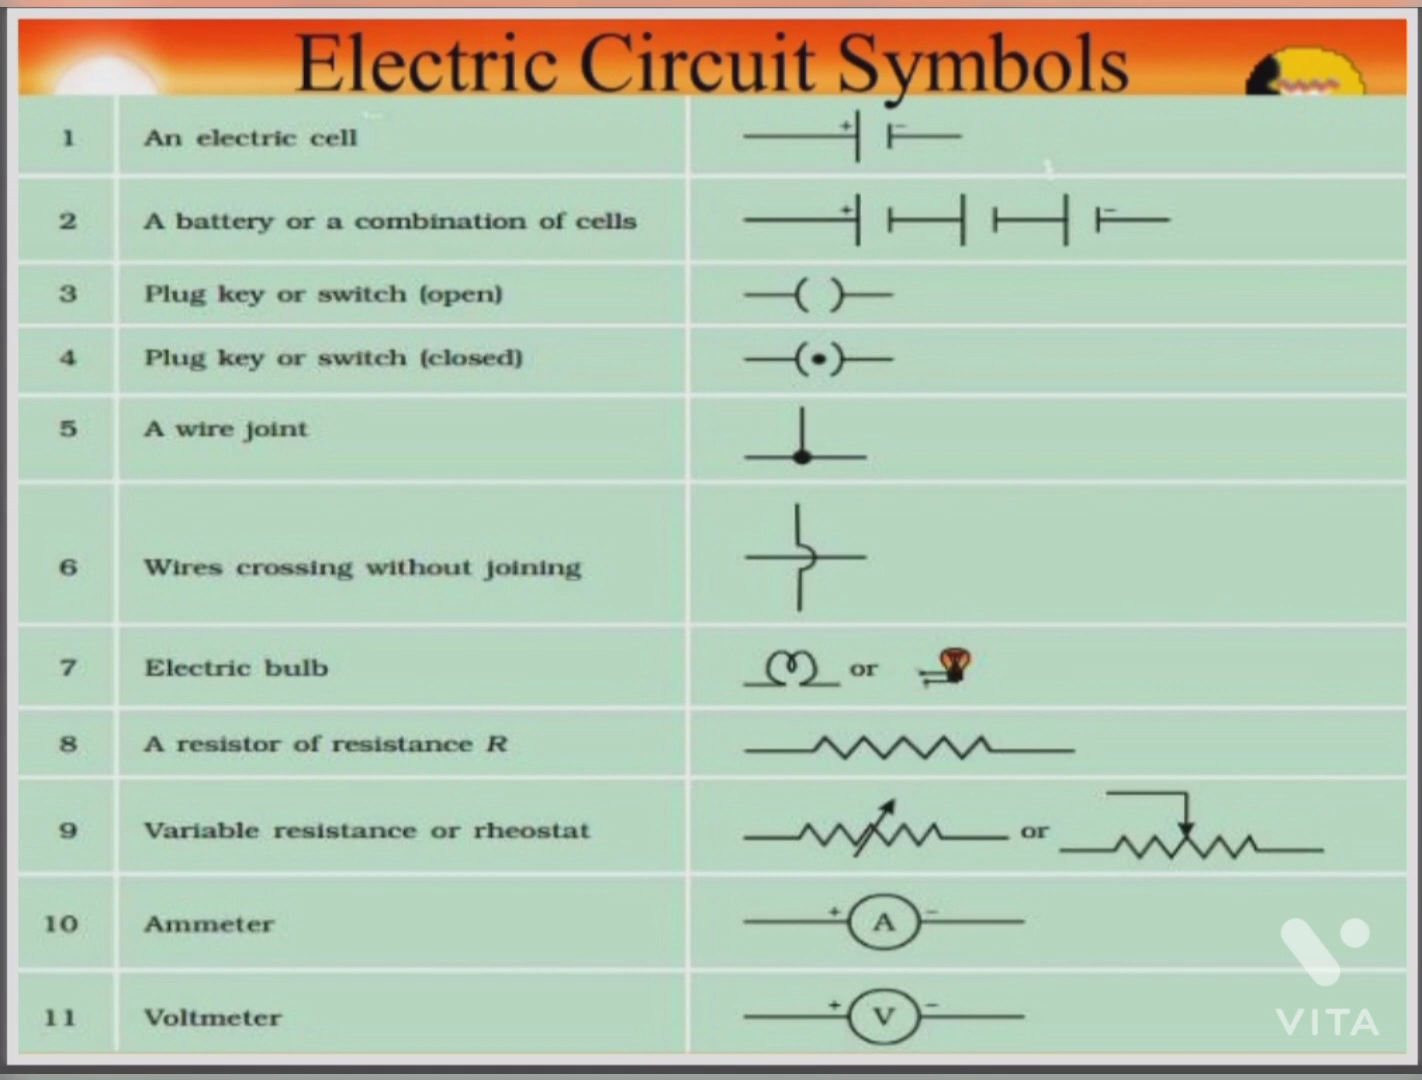 Electric Circuit Symbols
1 An electric cell + −
2 A battery or a combination of cells + −
3 Plug key or switch (open)
4 Plug key or switch (closed)
5 A wire joint
6 Wires crossing without joining
7 Electric bulb or
8 A resistor of resistance R
9 Variable resistance or rheostat or
10 Ammeter + A −
11 Voltmeter + V −
VITA